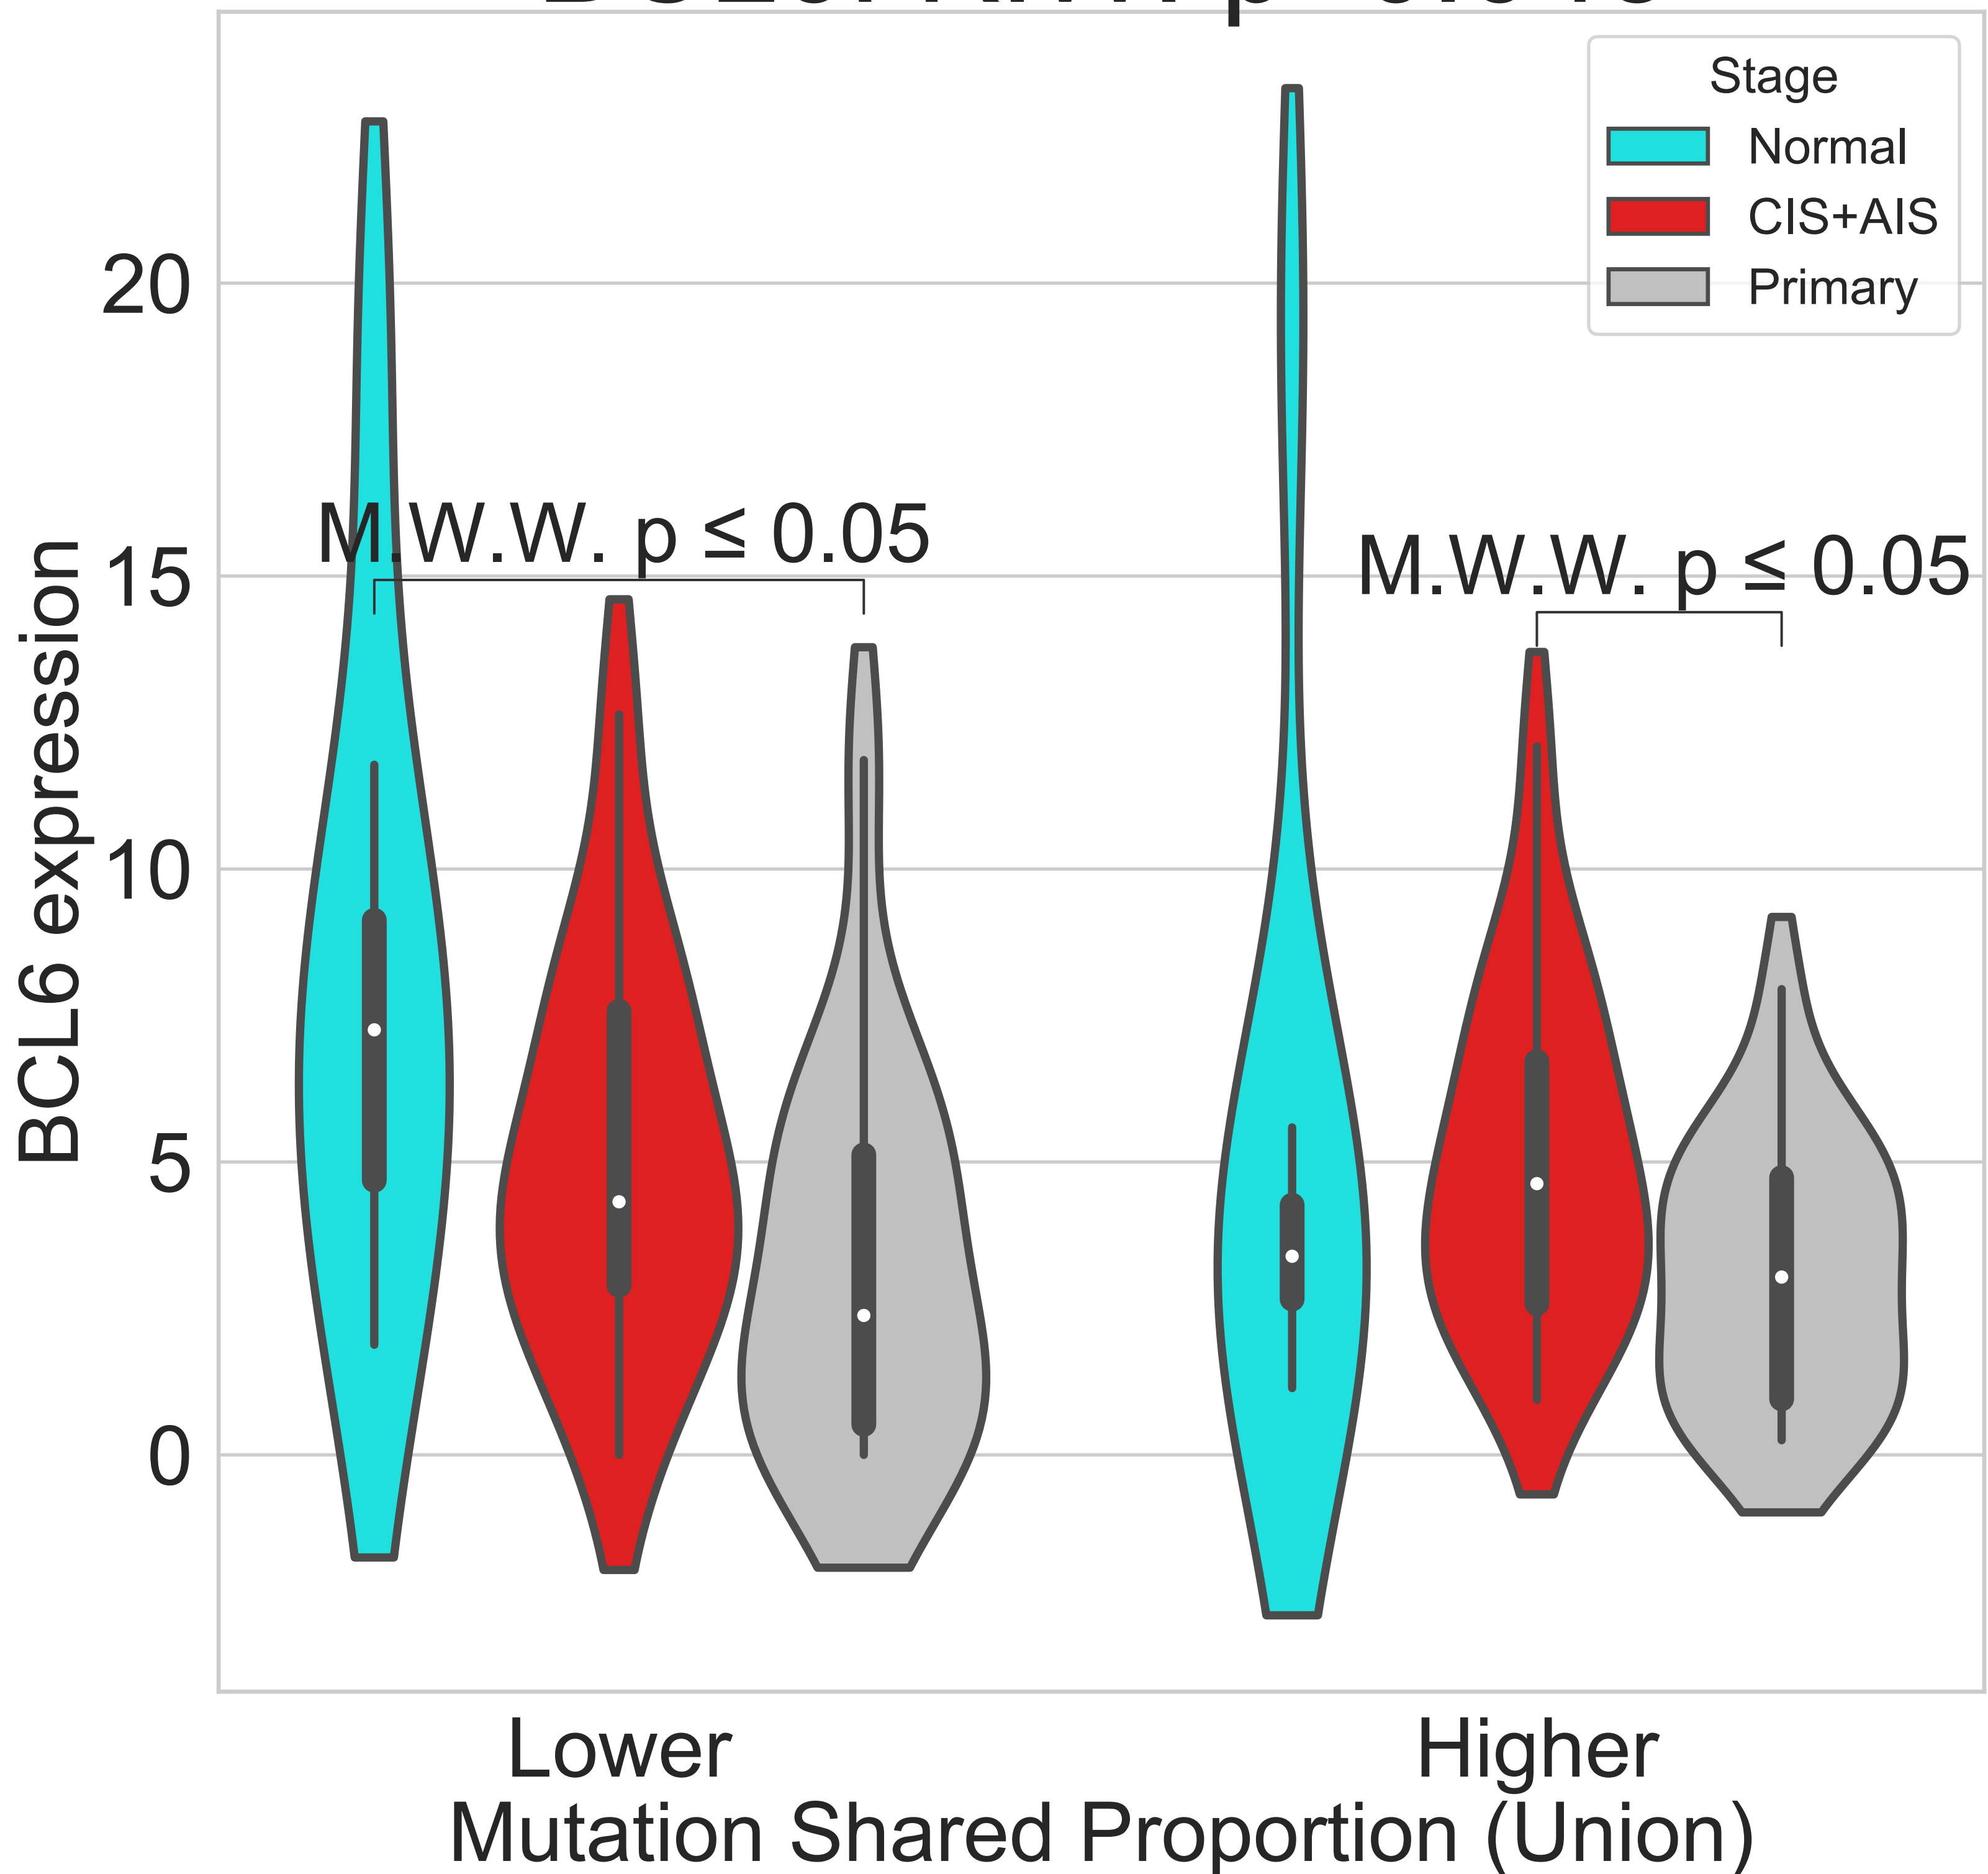 Stage
Normal
CIS+AIS
Primary
20
15
10
5
0
BCL6 expression
M.W.W. p ≤ 0.05
M.W.W. p ≤ 0.05
Lower
Higher
Mutation Shared Proportion (Union)